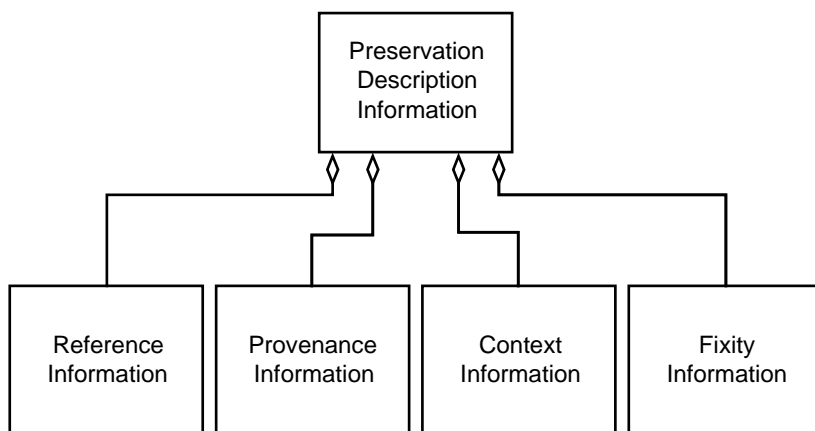 Preservation
Description
Information
Reference
Information
Provenance
Information
Context
Information
Fixity
Information